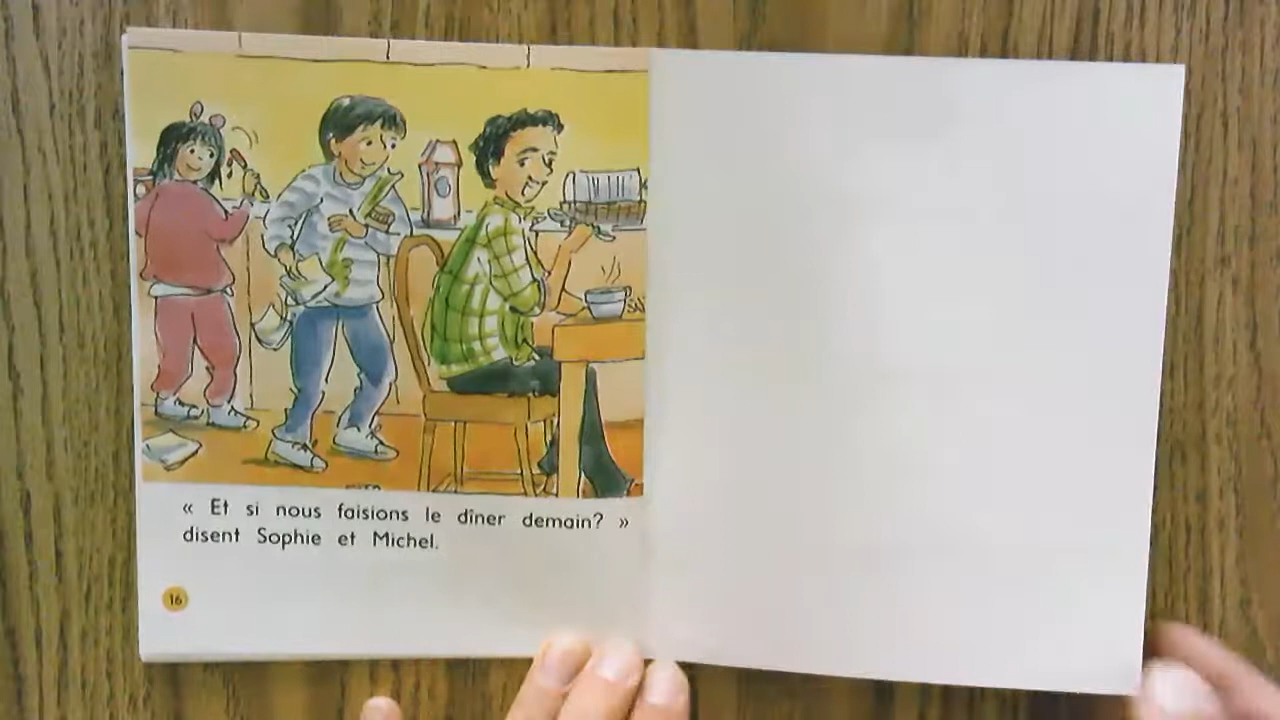 « Et si nous faisions le dîner demain? »
disent Sophie et Michel.
16